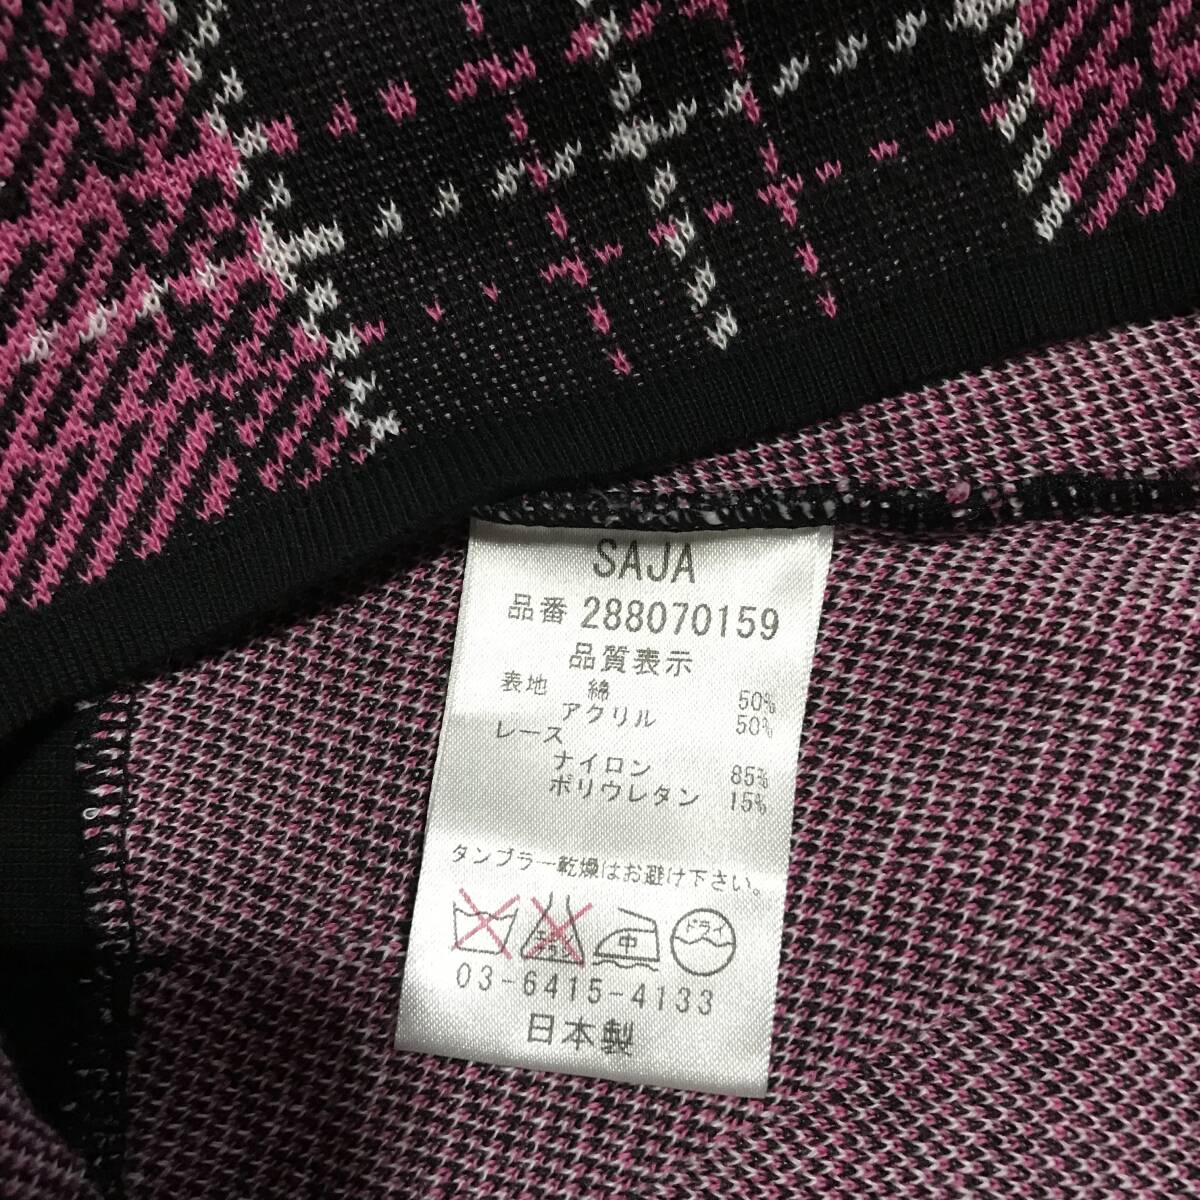 SAJA
品番 288070159
品質表示
表地 綿 50%
アクリル 50%
レース
ナイロン 85%
ポリウレタン 15%
タンブラー乾燥はお避け下さい。
中 ドライ
03-6415-4133
日本製